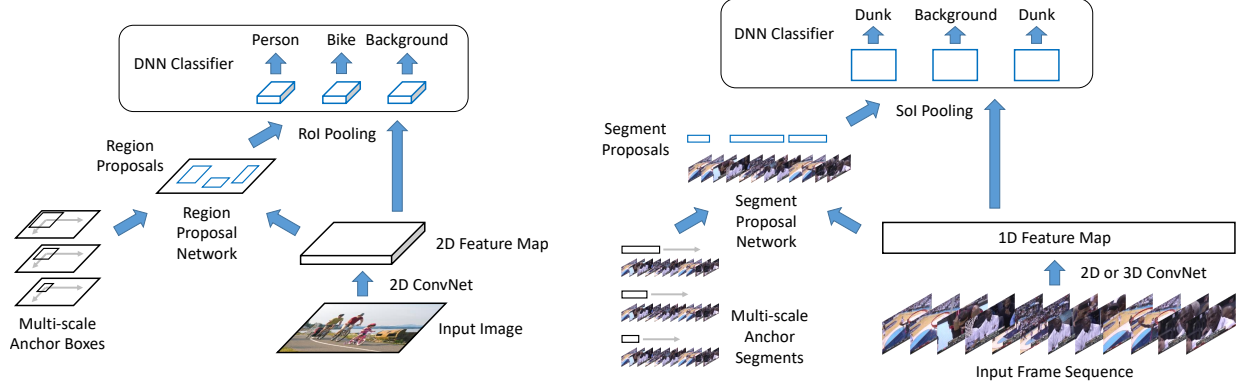 Person Bike Background
DNN Classifier
RoI Pooling
Region
Proposals
Region
Proposal
Network
2D Feature Map
2D ConvNet
Multi-scale
Anchor Boxes
Input Image
Dunk Background Dunk
DNN Classifier
SoI Pooling
Segment
Proposals
Segment
Proposal
Network
1D Feature Map
2D or 3D ConvNet
Multi-scale
Anchor
Segments
Input Frame Sequence